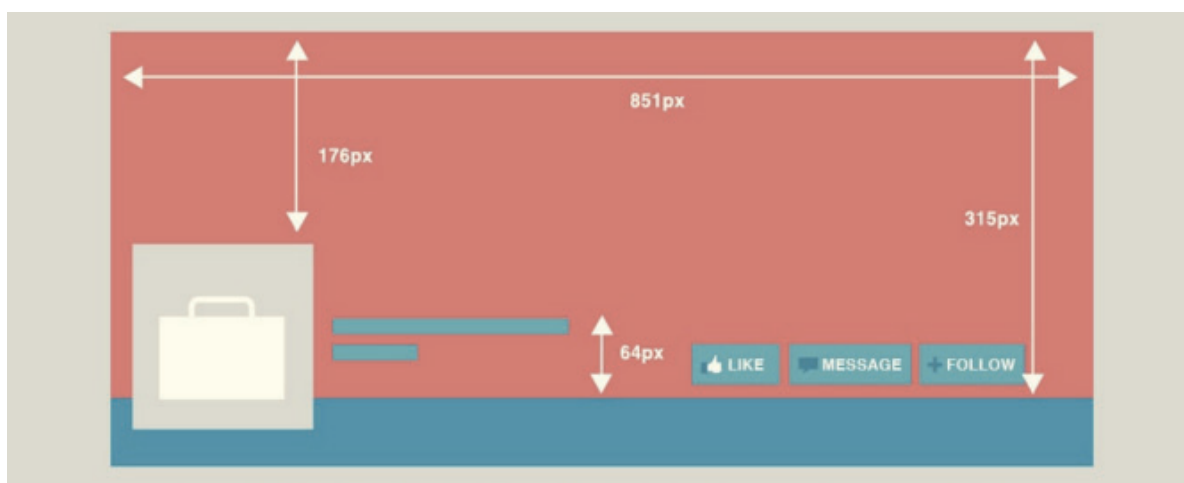 851px
176px
315px
64px
LIKE
MESSAGE
FOLLOW